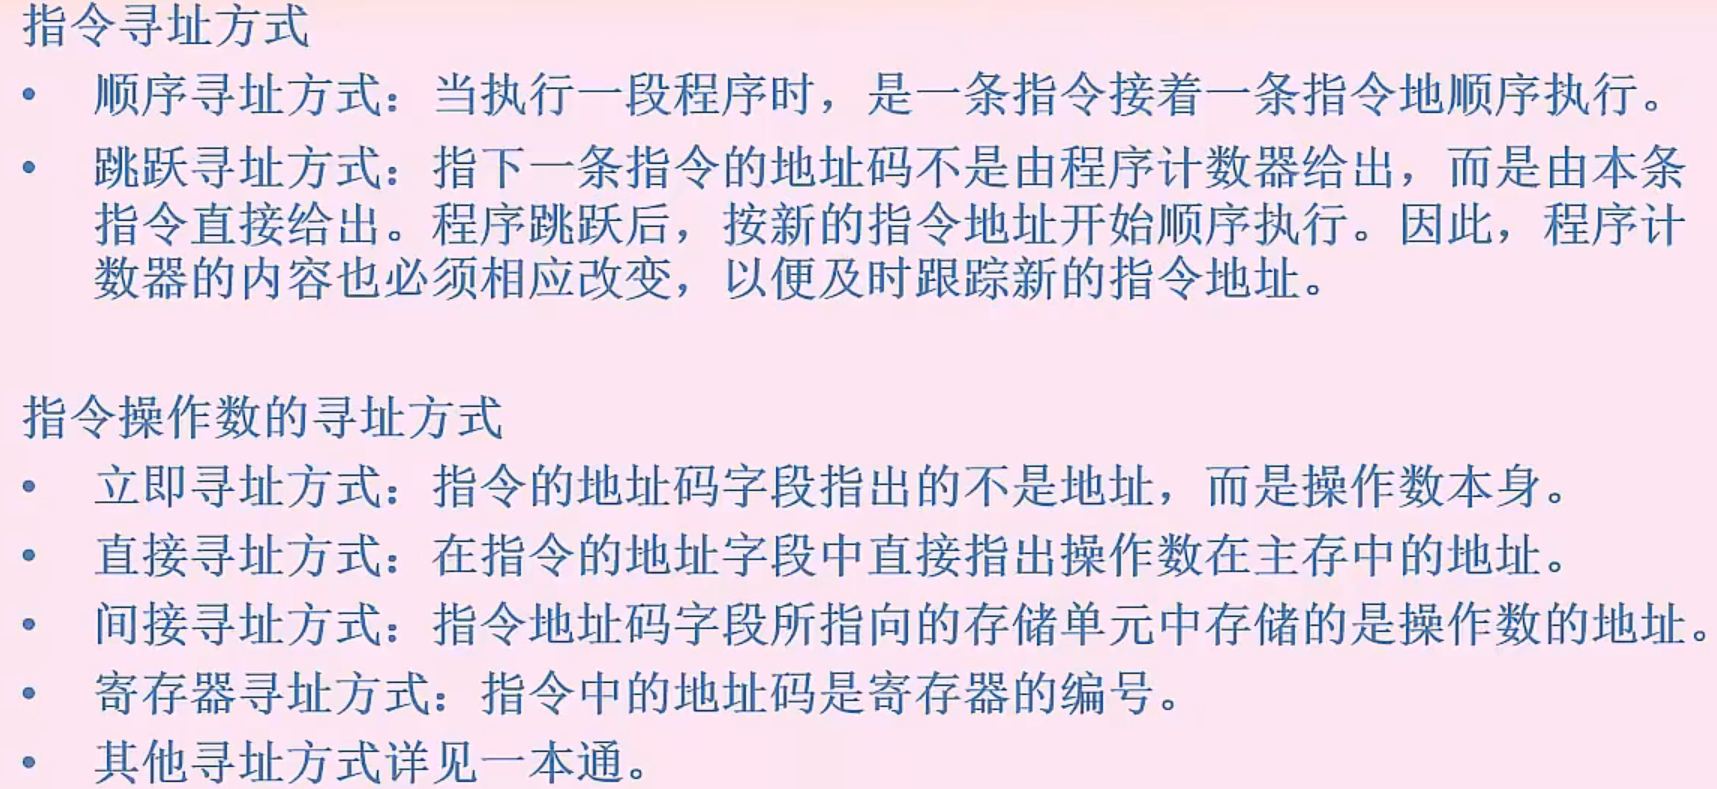 指令寻址方式
• 顺序寻址方式：当执行一段程序时，是一条指令接着一条指令地顺序执行。
• 跳跃寻址方式：指下一条指令的地址码不是由程序计数器给出，而是由本条
指令直接给出。程序跳跃后，按新的指令地址开始顺序执行。因此，程序计
数器的内容也必须相应改变，以便及时跟踪新的指令地址。
指令操作数的寻址方式
• 立即寻址方式：指令的地址码字段指出的不是地址，而是操作数本身。
• 直接寻址方式：在指令的地址字段中直接指出操作数在主存中的地址。
• 间接寻址方式：指令地址码字段所指向的存储单元中存储的是操作数的地址。
• 寄存器寻址方式：指令中的地址码是寄存器的编号。
• 其他寻址方式详见一本通。